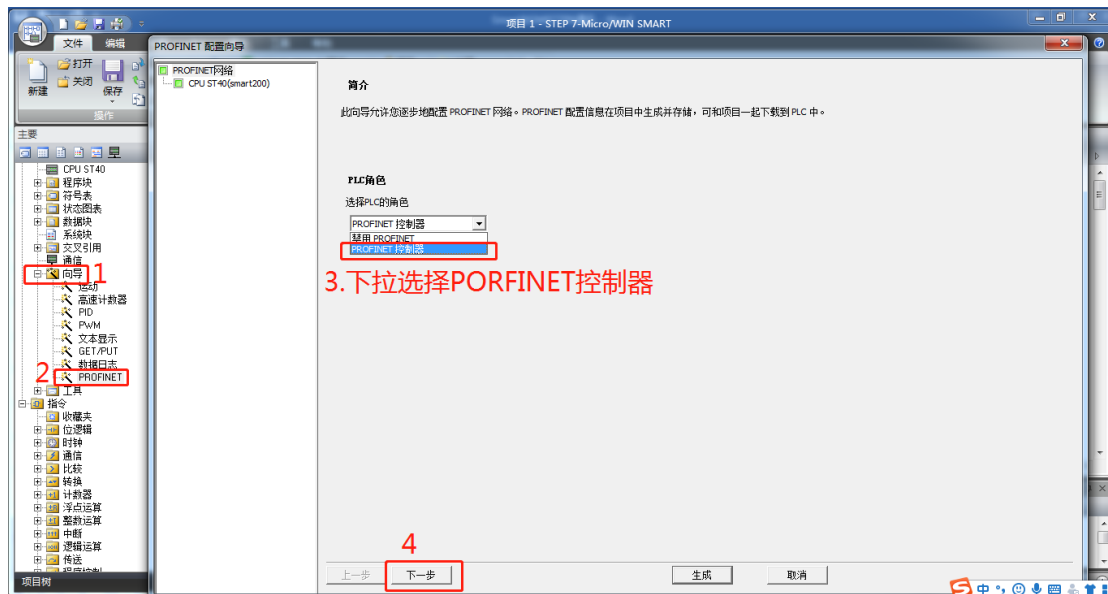 项目 1 - STEP 7-Micro/WIN SMART
文件
编辑
打开
关闭
新建
保存
操作
主要
CPU ST40
程序块
符号表
状态图表
数据块
系统块
交叉引用
通信
向导
1
运动
高速计数器
PID
PWM
文本显示
GET/PUT
数据日志
2
PROFINET
工具
指令
收藏夹
位逻辑
时钟
通信
比较
转换
计数器
浮点运算
整数运算
中断
逻辑运算
传送
程序控制
项目树
PROFINET 配置向导
PROFINET网络
CPU ST40(smart200)
简介
此向导允许您逐步地配置 PROFINET 网络。PROFINET 配置信息在项目中生成并存储，可和项目一起下载到 PLC 中。
PLC角色
选择PLC的角色
PROFINET 控制器
禁用 PROFINET
PROFINET 控制器
3.下拉选择PORFINET控制器
4
上一步
下一步
生成
取消
中